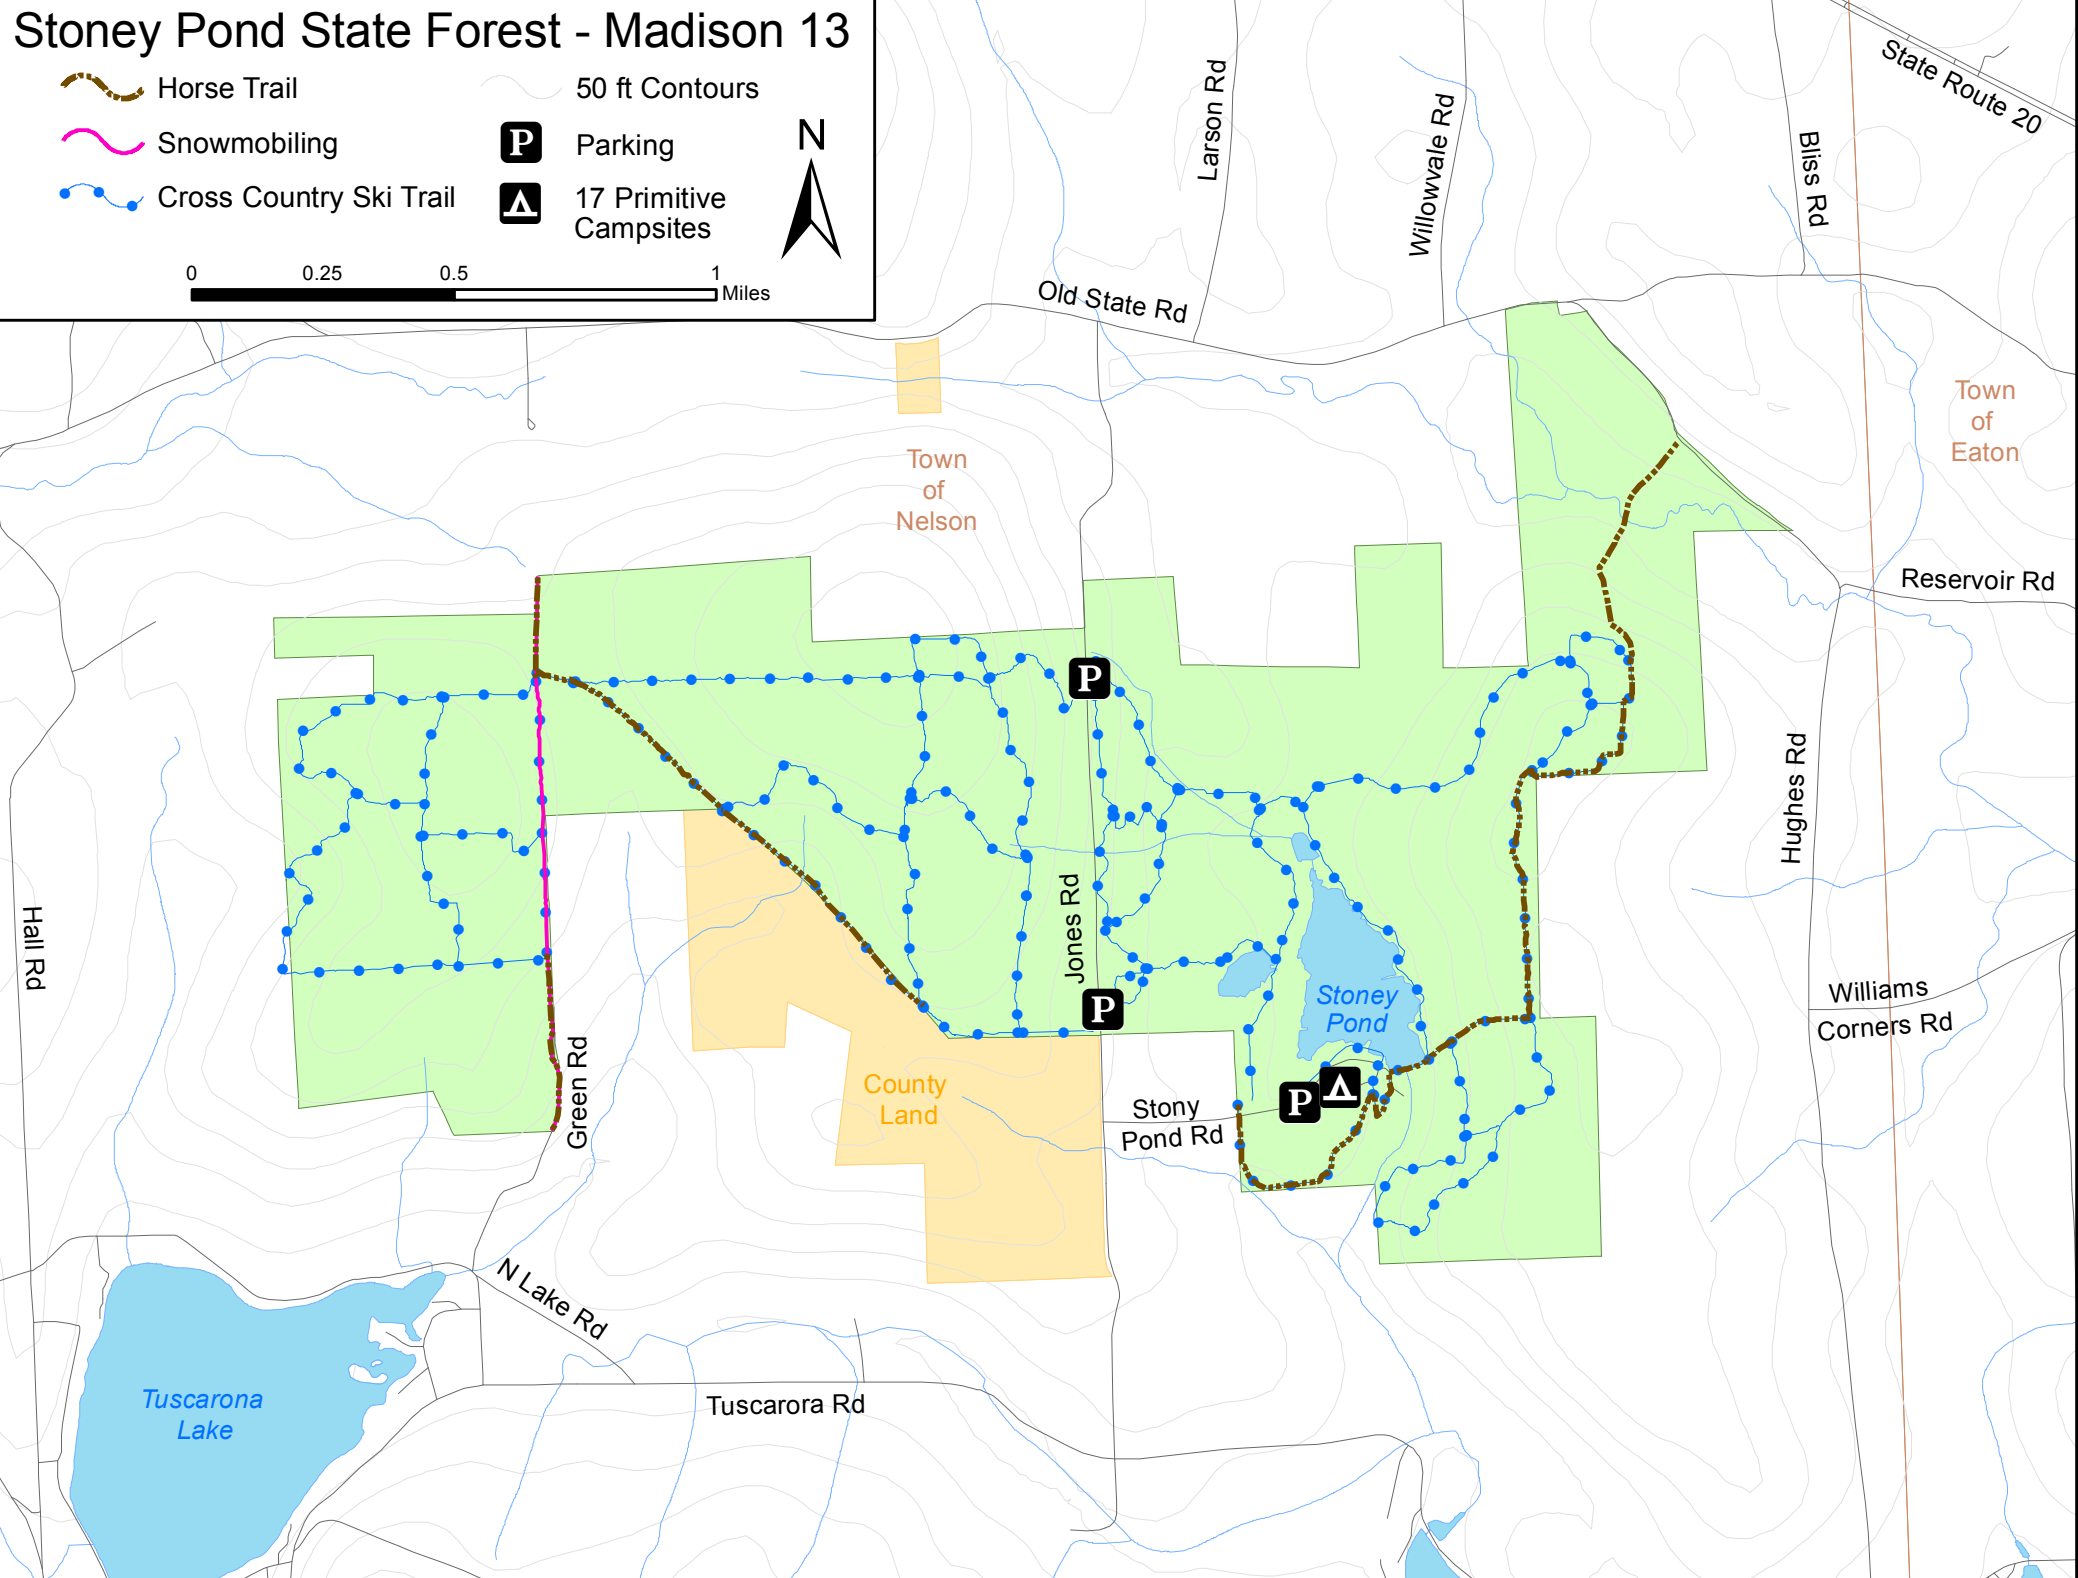 Stoney Pond State Forest - Madison 13
Horse Trail
50 ft Contours
Snowmobiling
P
Parking
Cross Country Ski Trail
17 Primitive
Campsites
N
0 0.25 0.5 1
Miles
State Route 20
Larson Rd
Willowvale Rd
Bliss Rd
Old State Rd
Town
of
Eaton
Town
of
Nelson
Reservoir Rd
P
Hughes Rd
Jones Rd
Hall Rd
Williams
Corners Rd
Stoney
Pond
P
Green Rd
County
Land
Stony
Pond Rd
P
N Lake Rd
Tuscarona
Lake
Tuscarora Rd